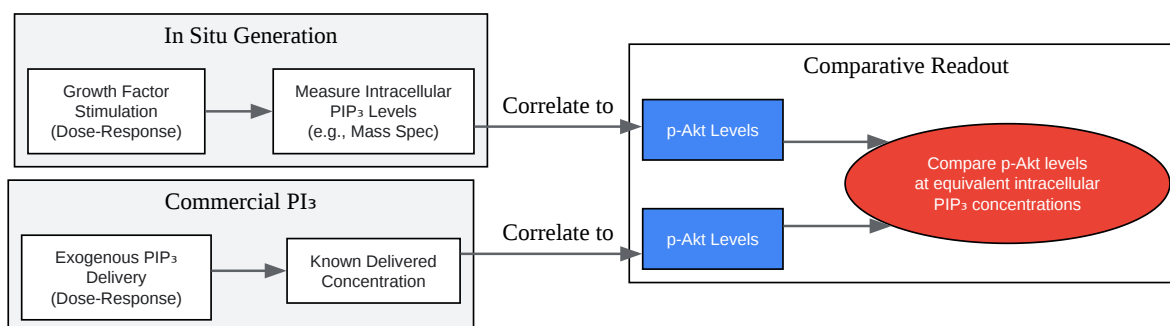 In Situ Generation
Growth Factor
Stimulation
(Dose-Response)
Measure Intracellular
PIP₃ Levels
(e.g., Mass Spec)
Correlate to
Commercial PI₃
Exogenous PIP₃
Delivery
(Dose-Response)
Known Delivered
Concentration
Correlate to
Comparative Readout
p-Akt Levels
p-Akt Levels
Compare p-Akt levels
at equivalent intracellular
PIP₃ concentrations